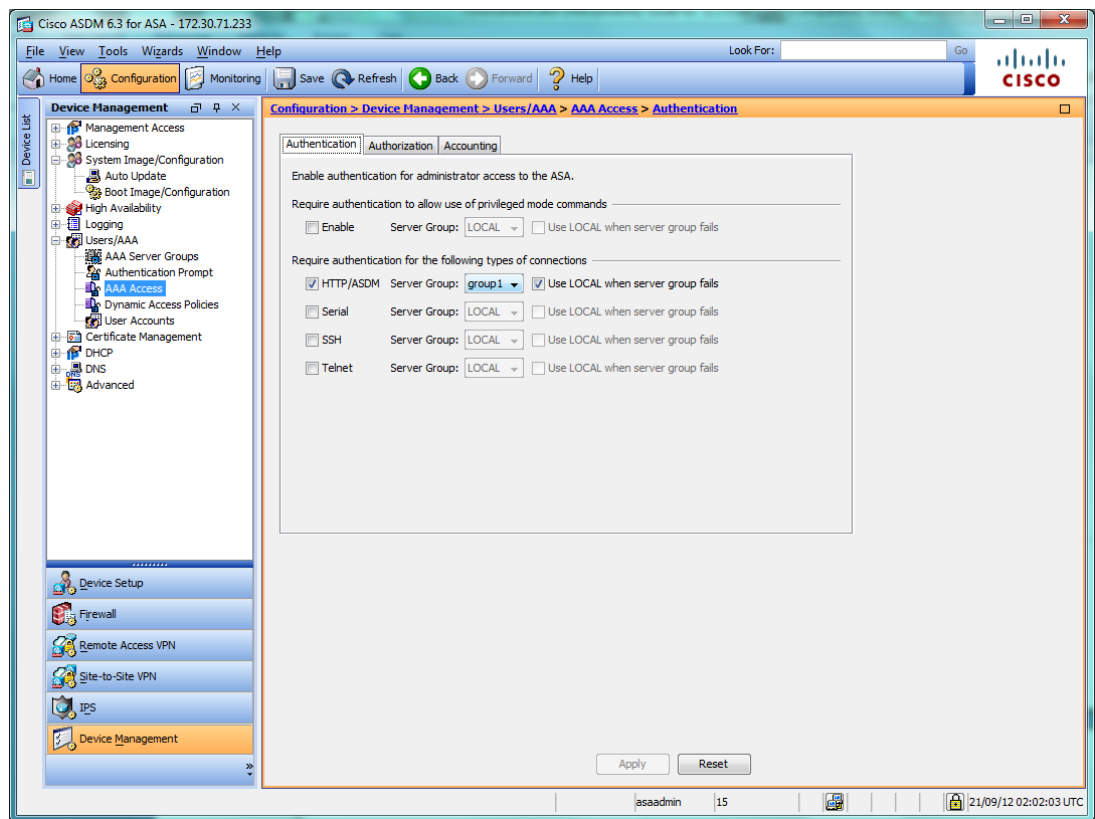 Cisco ASDM 6.3 for ASA - 172.30.71.233
File View Tools Wizards Window Help Look For: Go
Home Configuration Monitoring Save Refresh Back Forward Help
CISCO
Device List
Device Management
Management Access
Licensing
System Image/Configuration
Auto Update
Boot Image/Configuration
High Availability
Logging
Users/AAA
AAA Server Groups
Authentication Prompt
AAA Access
Dynamic Access Policies
User Accounts
Certificate Management
DHCP
DNS
Advanced
Device Setup
Firewall
Remote Access VPN
Site-to-Site VPN
IPS
Device Management
Configuration > Device Management > Users/AAA > AAA Access > Authentication
Authentication Authorization Accounting
Enable authentication for administrator access to the ASA.
Require authentication to allow use of privileged mode commands
Enable Server Group: LOCAL Use LOCAL when server group fails
Require authentication for the following types of connections
HTTP/ASDM Server Group: group1 Use LOCAL when server group fails
Serial Server Group: LOCAL Use LOCAL when server group fails
SSH Server Group: LOCAL Use LOCAL when server group fails
Telnet Server Group: LOCAL Use LOCAL when server group fails
Apply Reset
asaadmin 15 21/09/12 02:02:03 UTC